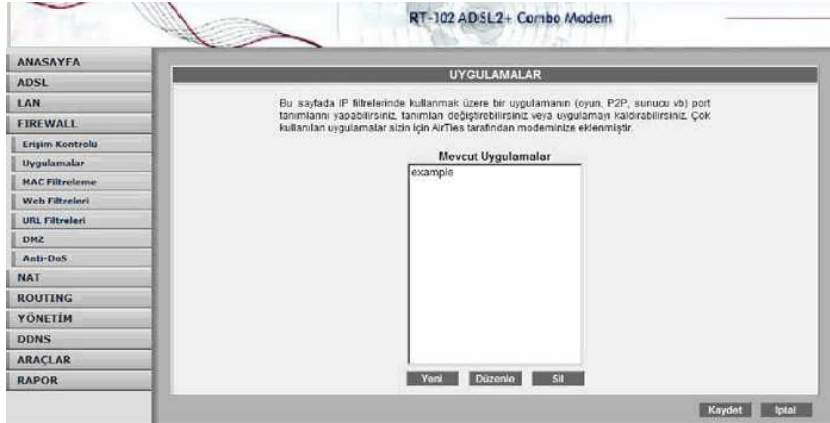 RT-102 ADSL2+ Combo Modem
ANASAYFA
ADSL
LAN
FIREWALL
Erişim Kontrolü
Uygulamalar
MAC Filtreleme
Web Filtreleri
URL Filtreleri
DMZ
Anti-DoS
NAT
ROUTING
YÖNETİM
DDNS
ARAÇLAR
RAPOR
UYGULAMALAR
Bu sayfada IP filtrelerinde kullanmak üzere bir uygulamanın (oyun, P2P, sunucu vb) port
tanımlarını yapabilirsiniz, tanımları değiştirebilirsiniz veya uygulamayı kaldırabilirsiniz. Çok
kullanılan uygulamalar sizin için AirTies tarafından modeminize eklenmiştir.
Mevcut Uygulamalar
example
Yeni Düzenle Sil
Kaydet İptal